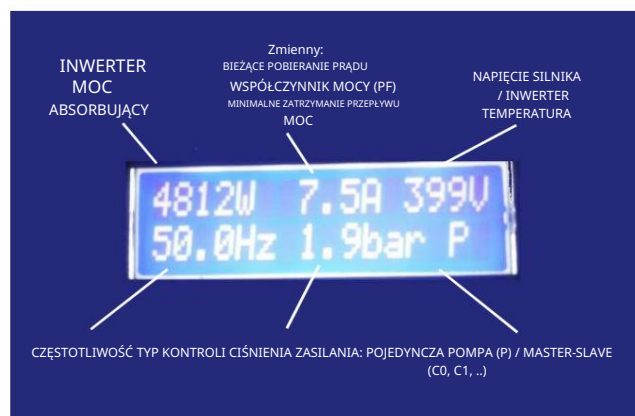 INWERTER
MOC
ABSORBUJĄCY
Zmienny:
BIEŻĄCE POBIERANIE PRĄDU
WSPÓŁCZYNNIK MOCY (PF)
MINIMALNE ZATRZYMANIE PRZEPŁYWU
MOC
NAPIĘCIE SILNIKA
/ INWERTER
TEMPERATURA
4812W 7.5A 399V
50.0Hz 1.9bar P
CZĘSTOTLIWOŚĆ TYP KONTROLI CIŚNIENIA ZASILANIA: POJEDYNCZA POMPA (P) / MASTER-SLAVE
(C0, C1, ..)